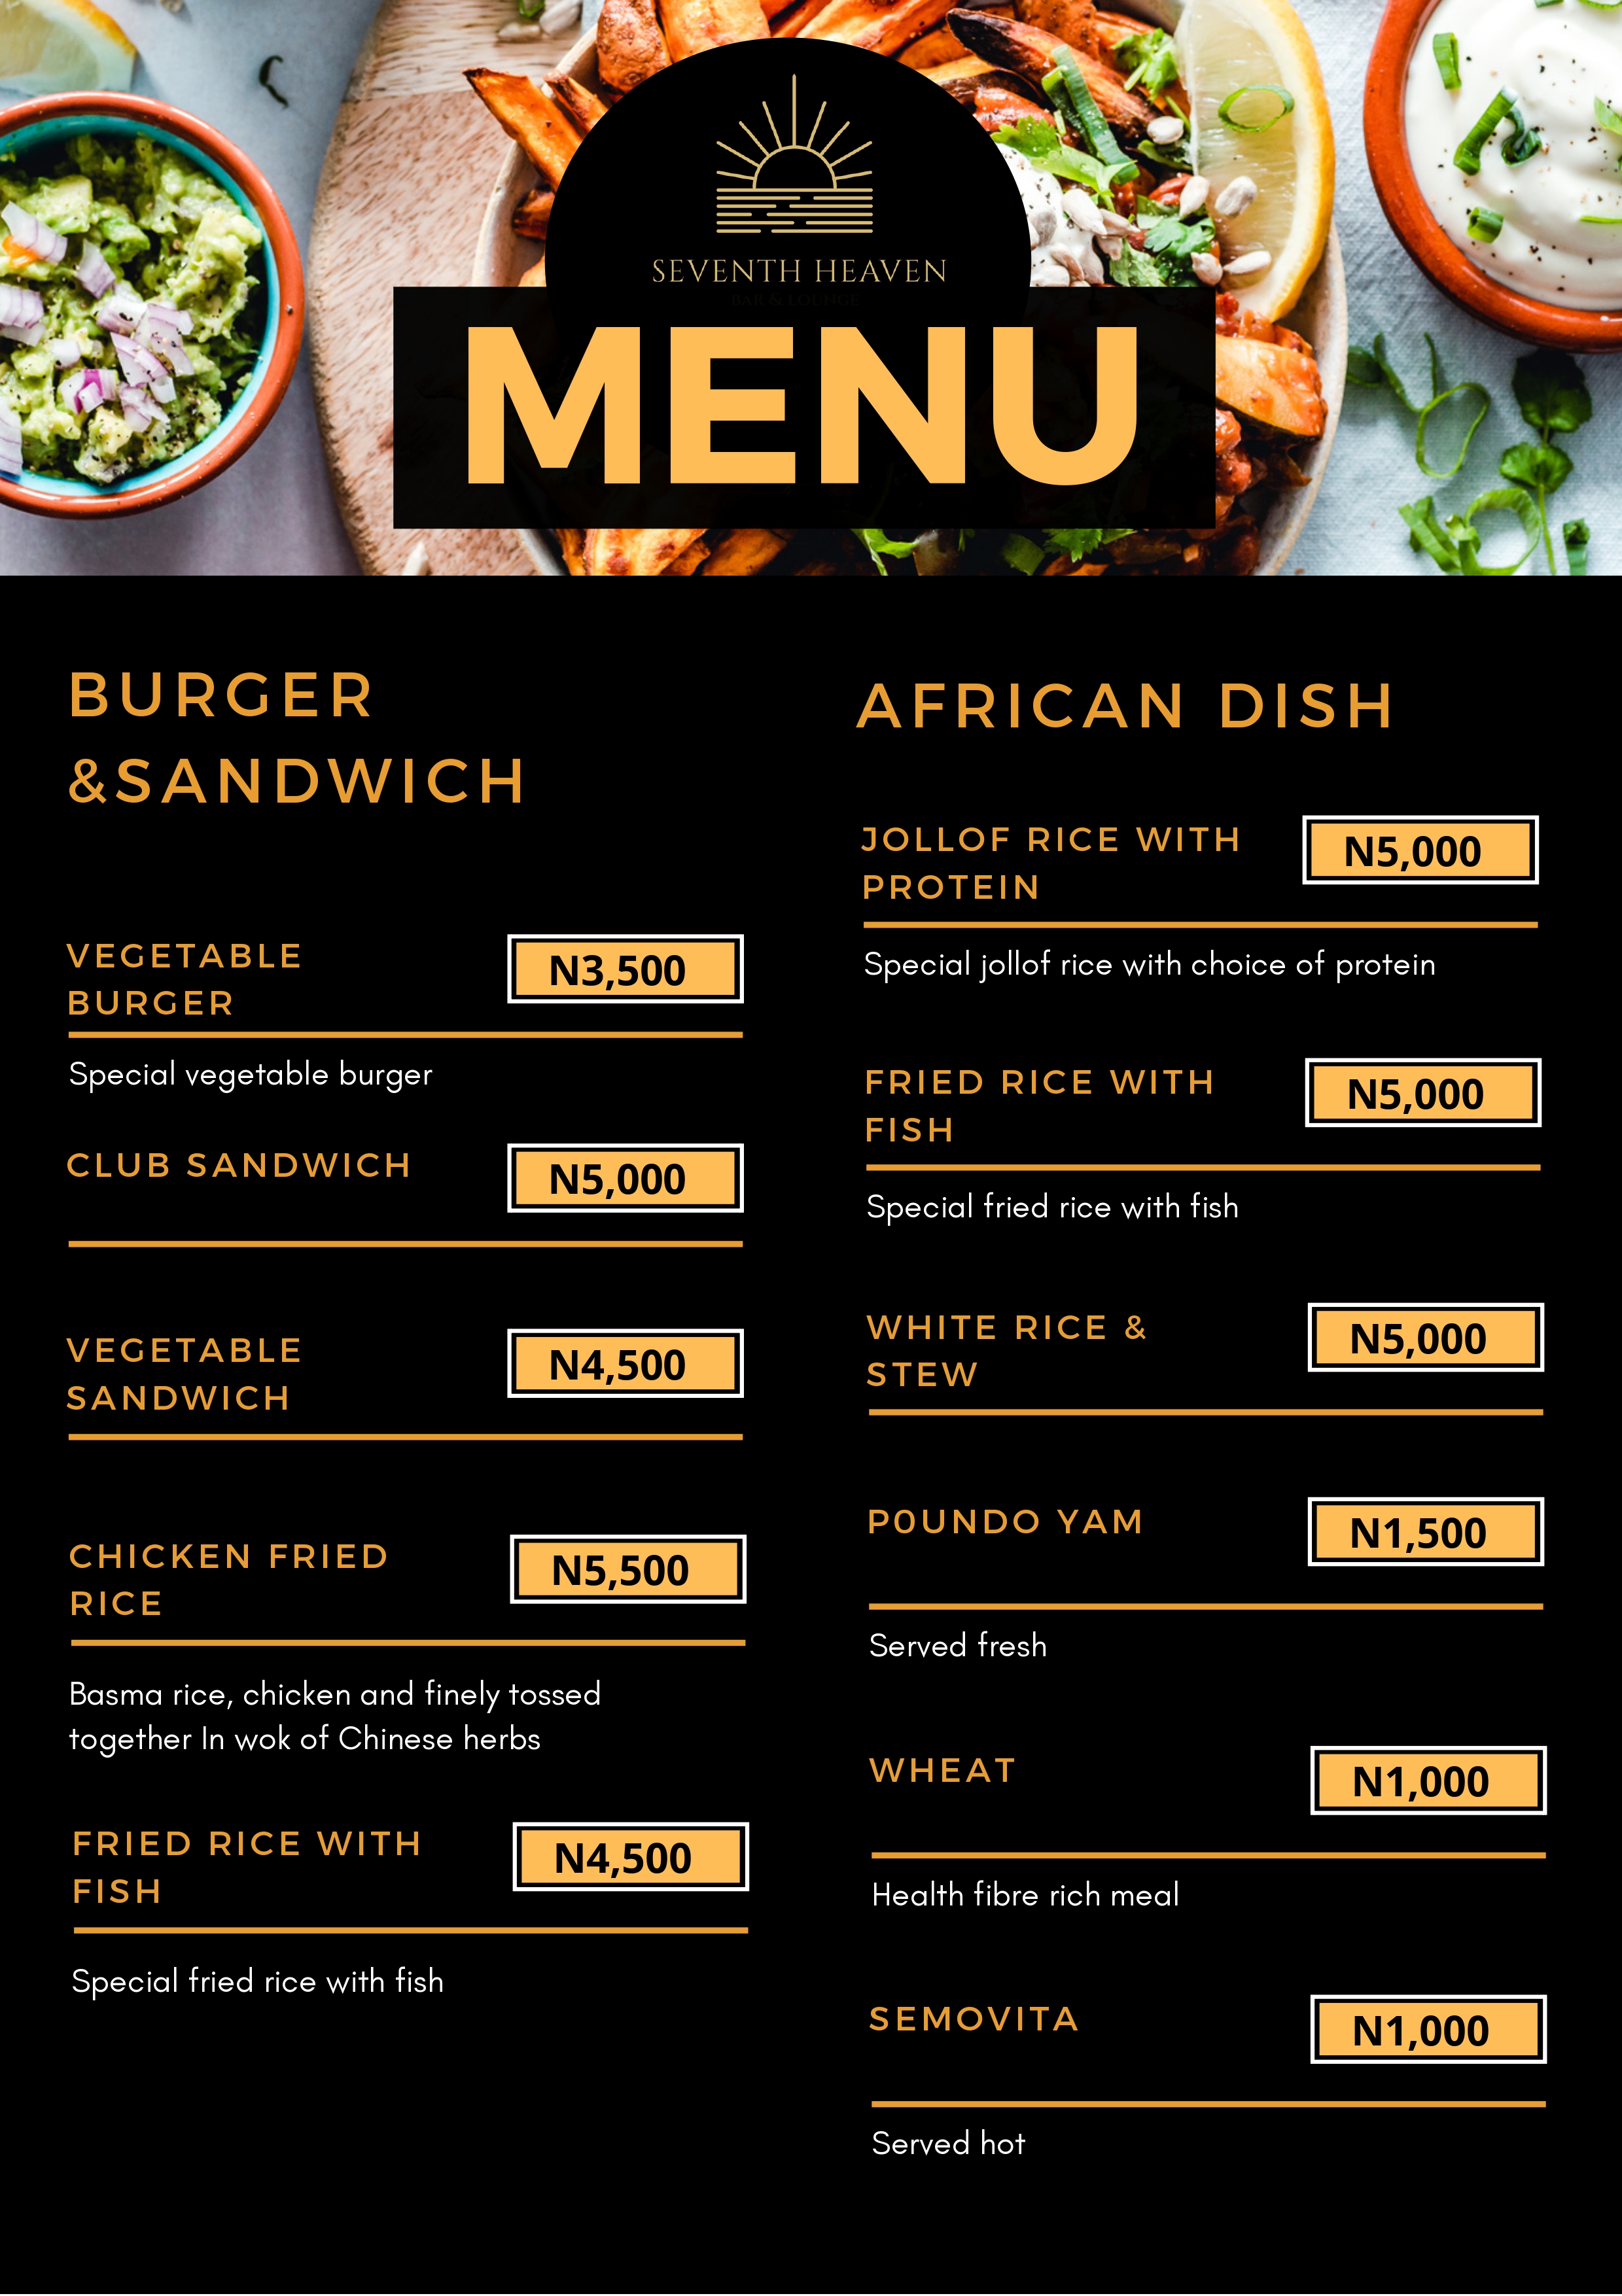 SEVENTH HEAVEN
BAR & LOUNGE
MENU
BURGER
&SANDWICH
VEGETABLE
BURGER
N3,500
Special vegetable burger
CLUB SANDWICH
N5,000
VEGETABLE
SANDWICH
N4,500
CHICKEN FRIED
RICE
N5,500
Basma rice, chicken and finely tossed
together In wok of Chinese herbs
FRIED RICE WITH
FISH
N4,500
Special fried rice with fish
AFRICAN DISH
JOLLOF RICE WITH
PROTEIN
N5,000
Special jollof rice with choice of protein
FRIED RICE WITH
FISH
N5,000
Special fried rice with fish
WHITE RICE &
STEW
N5,000
P0UNDO YAM
N1,500
Served fresh
WHEAT
N1,000
Health fibre rich meal
SEMOVITA
N1,000
Served hot